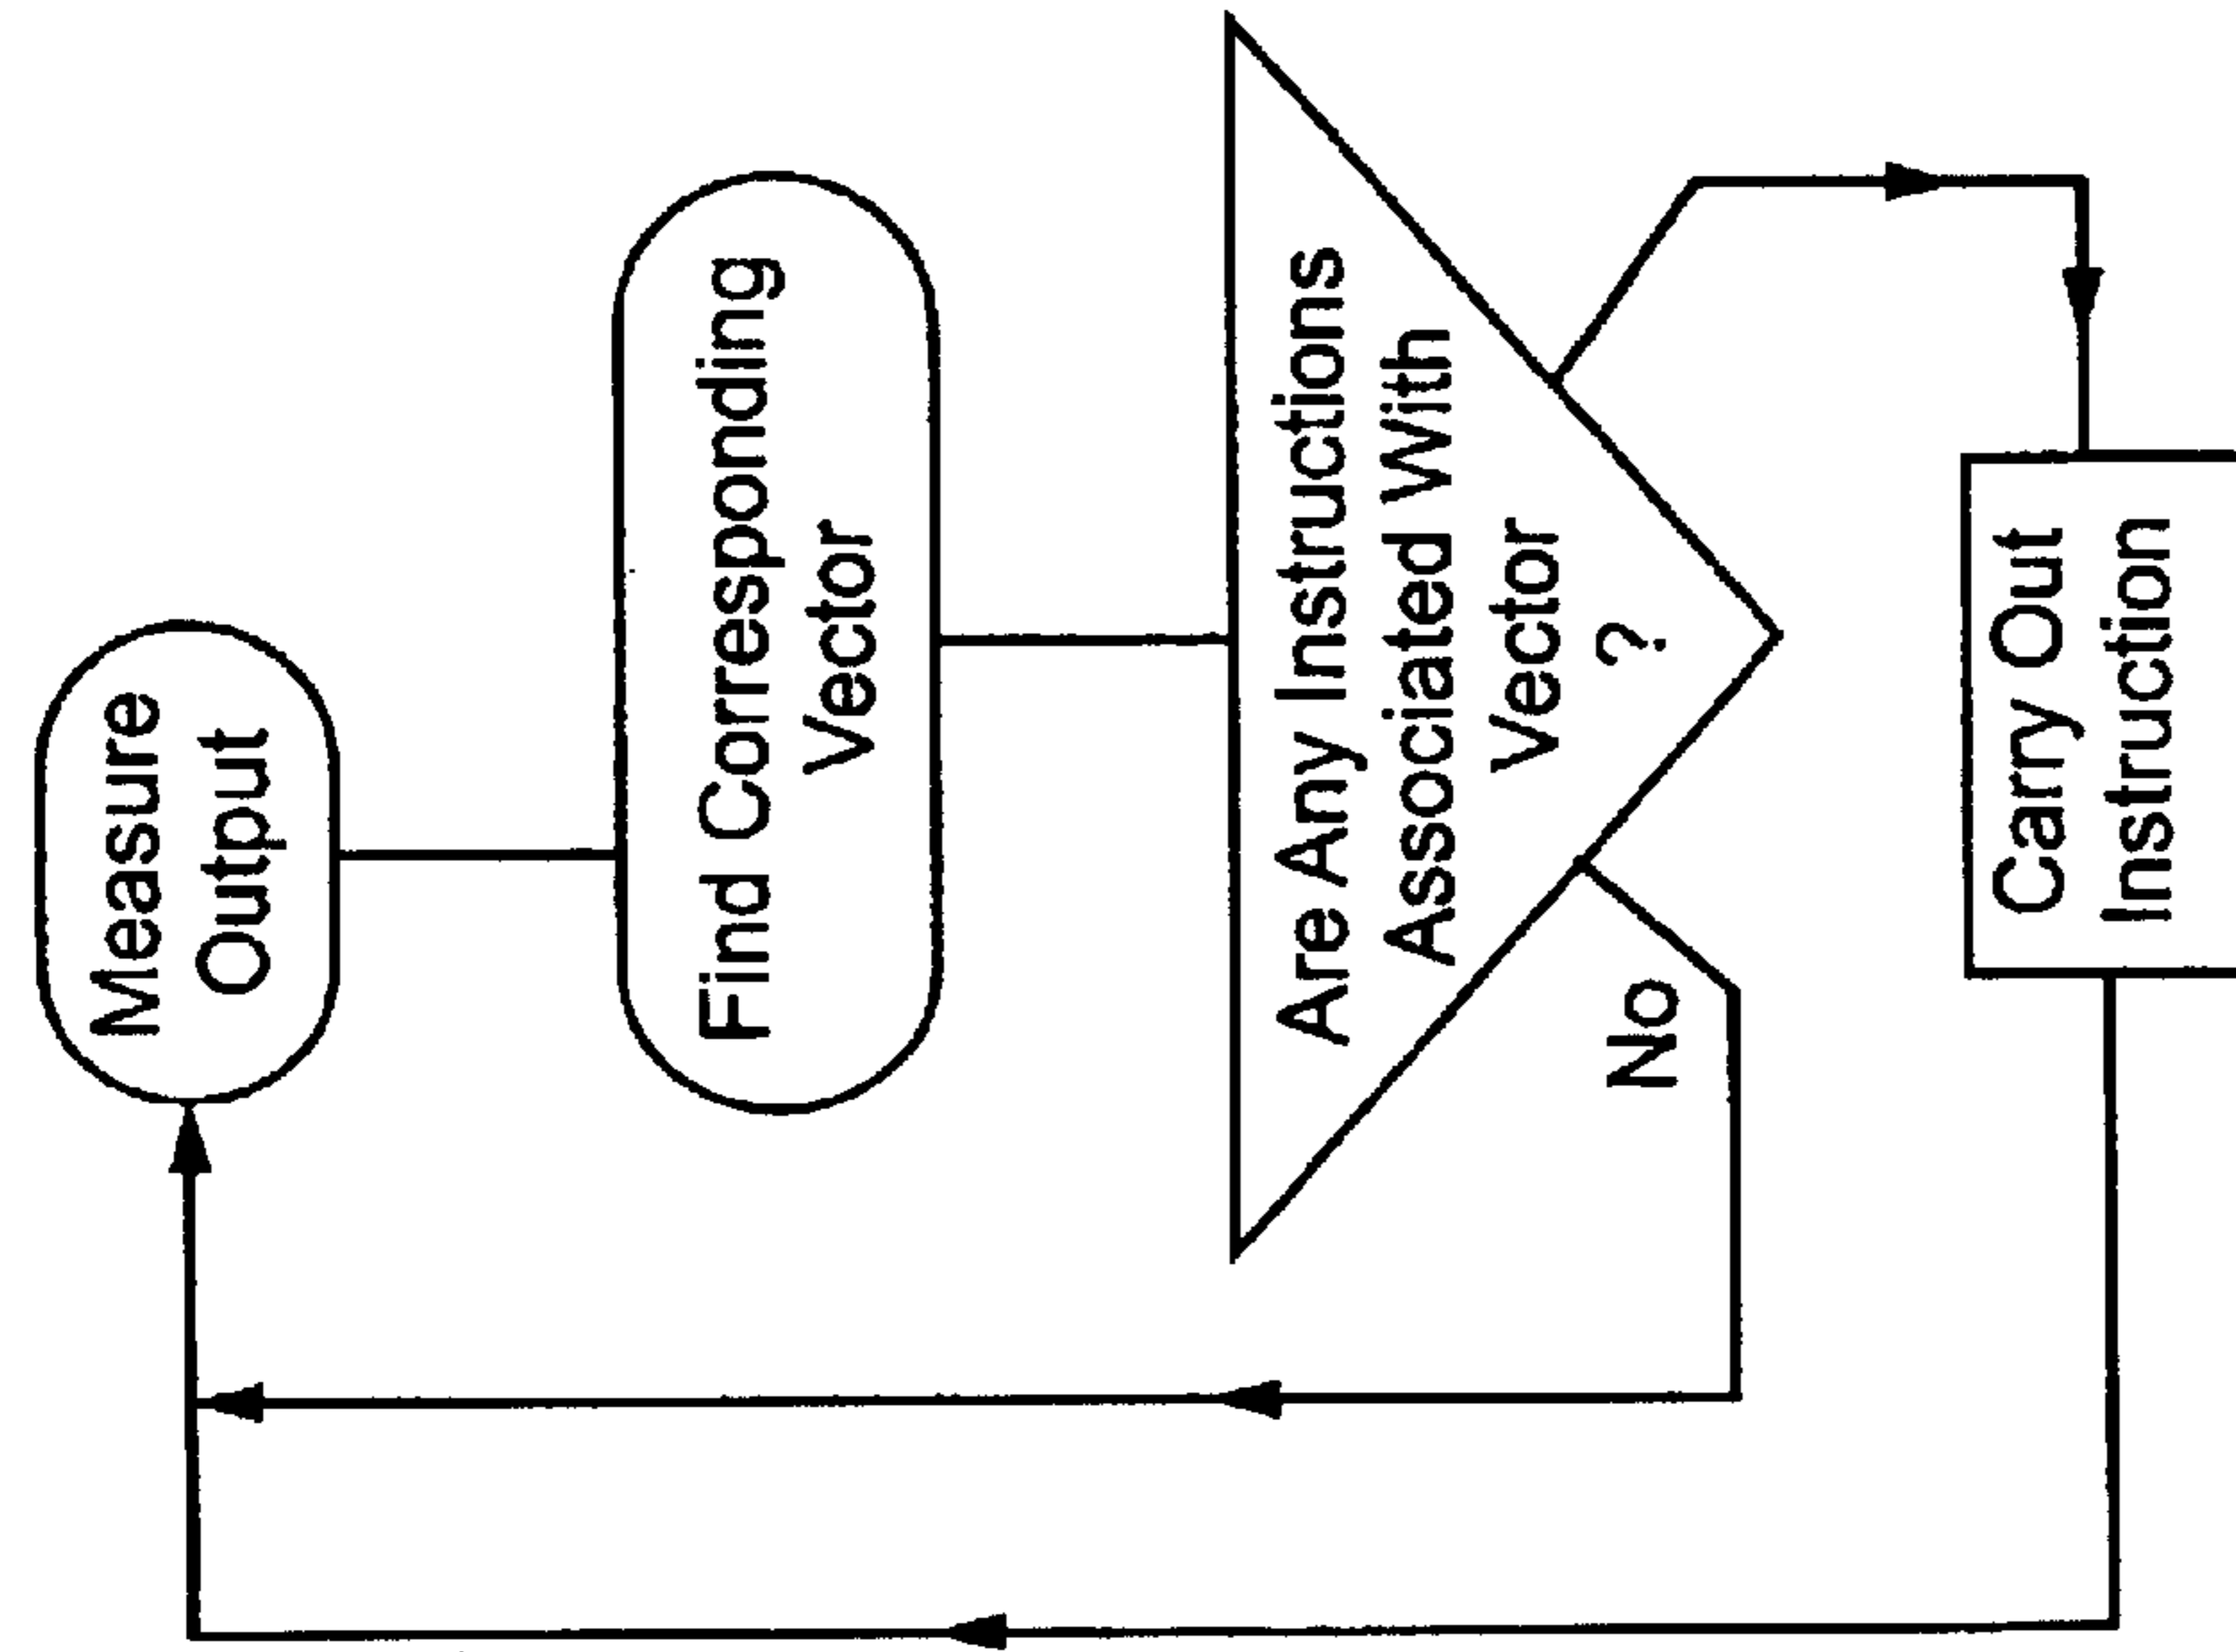 Measure
Output
Find Corresponding
Vector
Are Any Instructions
Associated With
Vector
?
No
Carry Out
Instruction